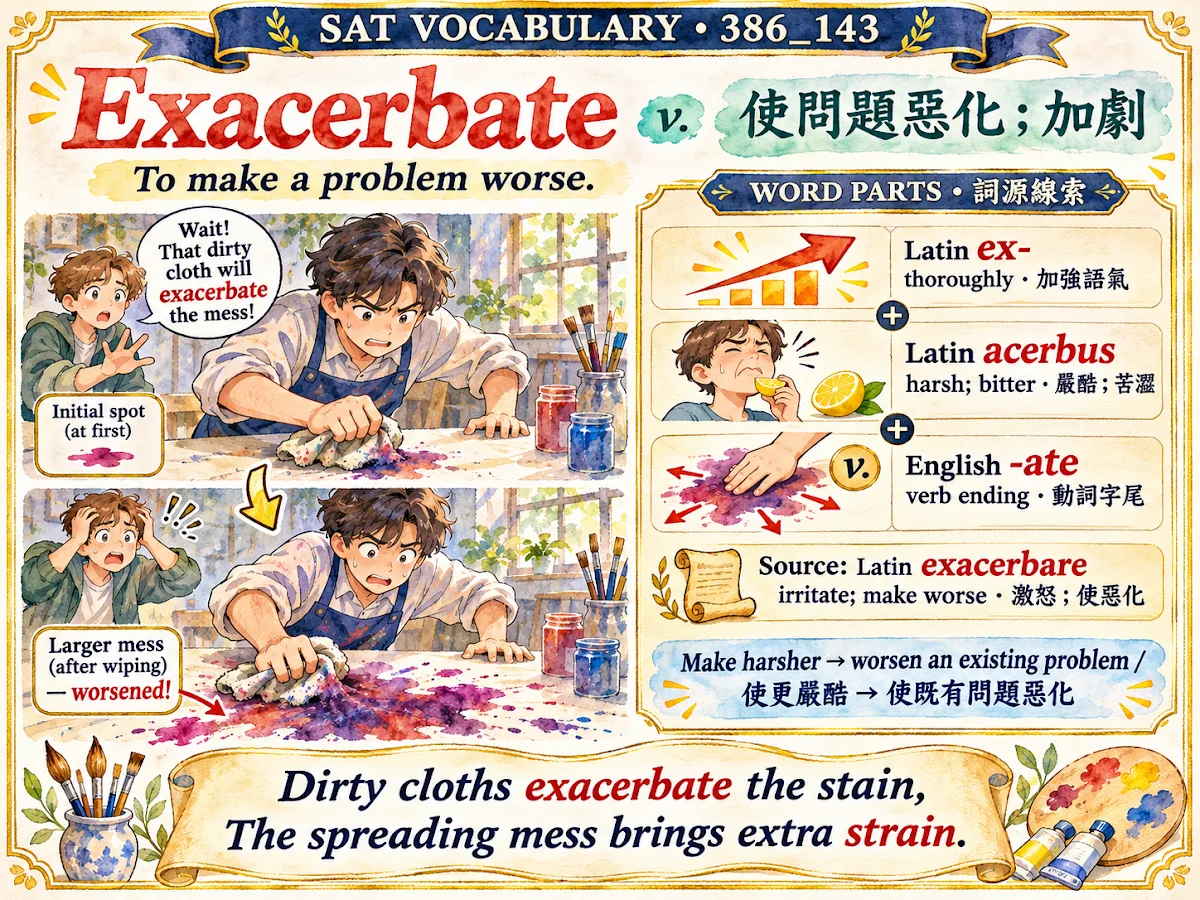 SAT VOCABULARY • 386_143
Exacerbate
v.
使問題惡化；加劇
To make a problem worse.
Wait!
That dirty
cloth will
exacerbate
the mess!
Initial spot
(at first)
!!!
Larger mess
(after wiping)
— worsened!
WORD PARTS • 詞源線索
Latin ex-
thoroughly · 加強語氣
+
Latin acerbus
harsh; bitter · 嚴酷；苦澀
+
v.
English -ate
verb ending · 動詞字尾
Source: Latin exacerbare
irritate; make worse · 激怒；使惡化
Make harsher → worsen an existing problem /
使更嚴酷 → 使既有問題惡化
Dirty cloths exacerbate the stain,
The spreading mess brings extra strain.